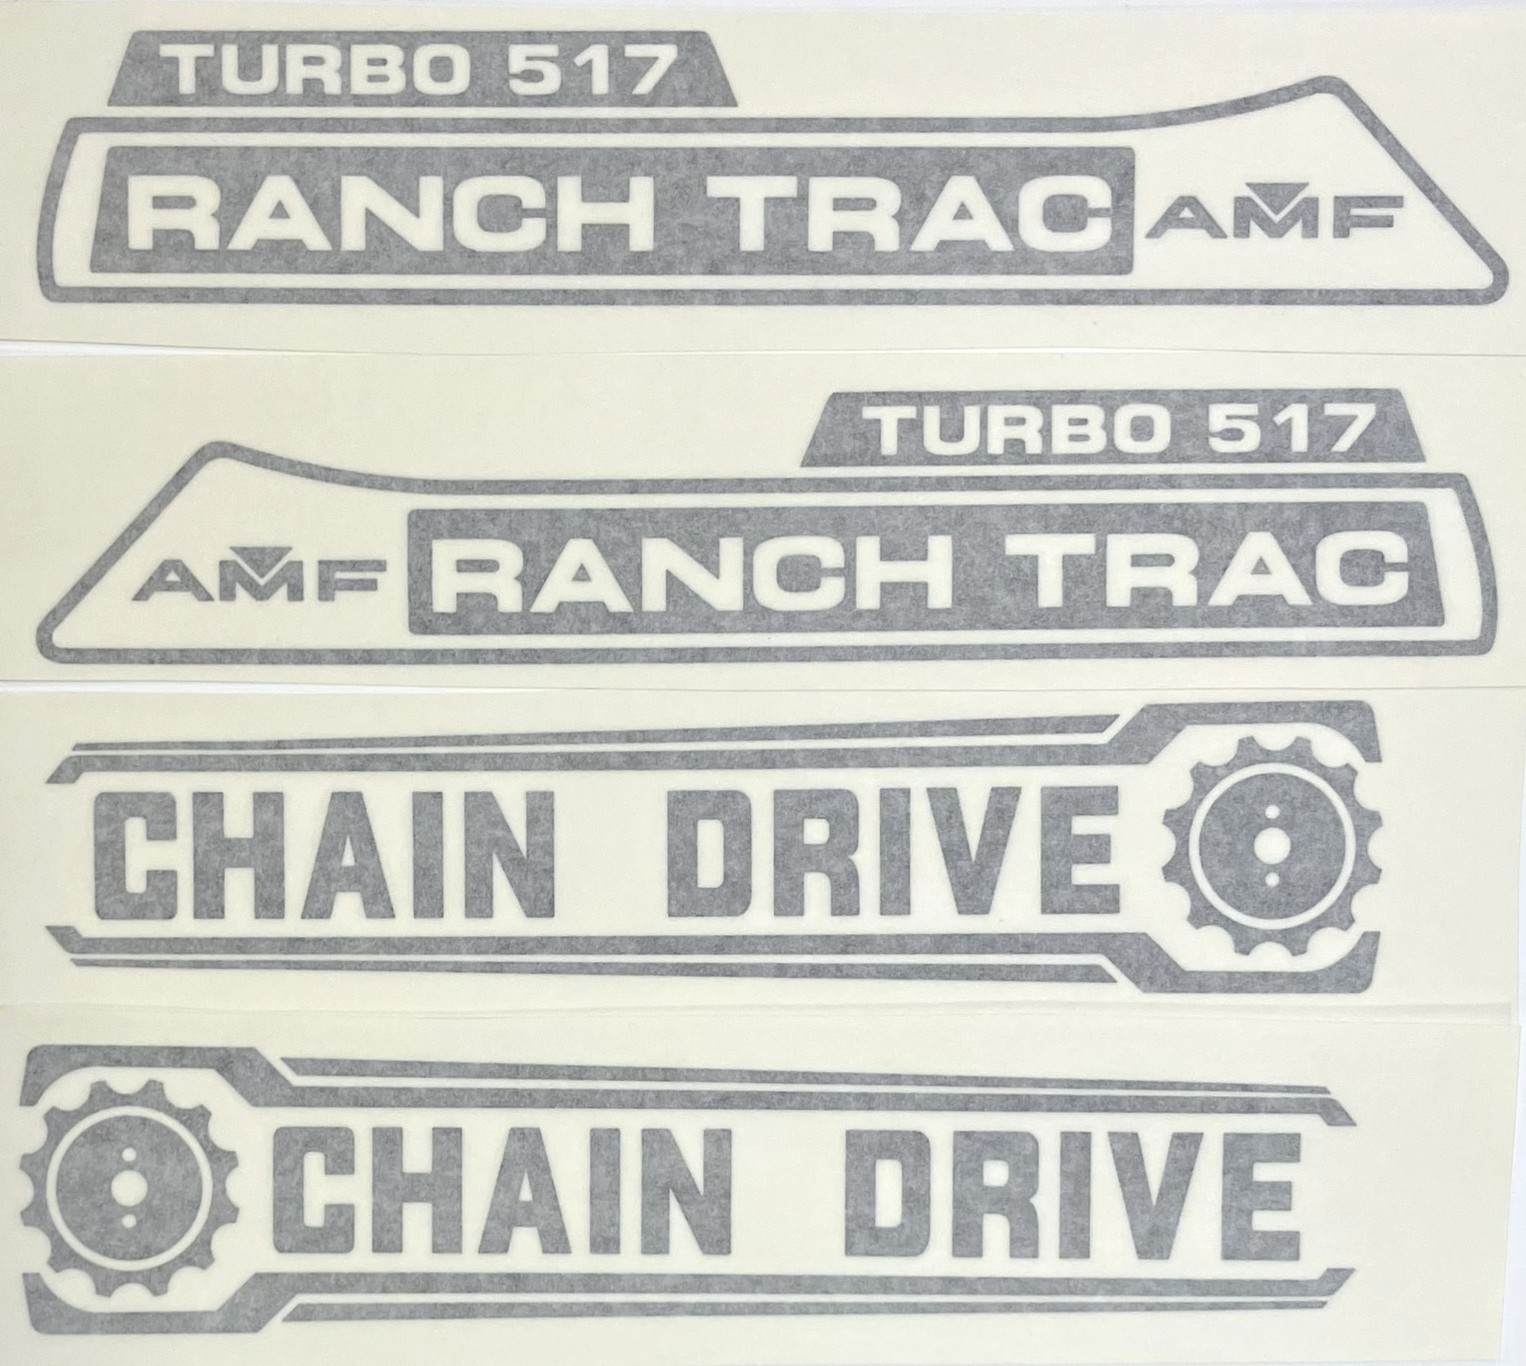 TURBO 517
RANCH TRAC AMF
TURBO 517
AMF RANCH TRAC
CHAIN DRIVE
CHAIN DRIVE